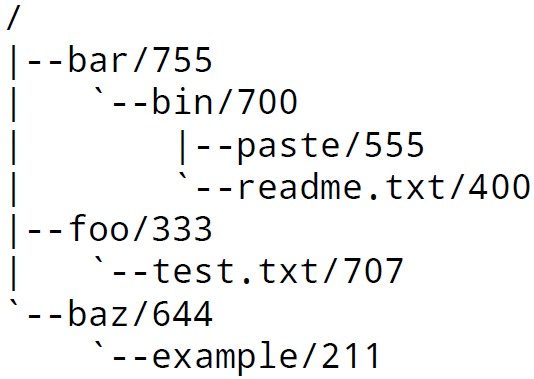 /
|--bar/755
|   `--bin/700
|       |--paste/555
|       `--readme.txt/400
|--foo/333
|   `--test.txt/707
`--baz/644
    `--example/211